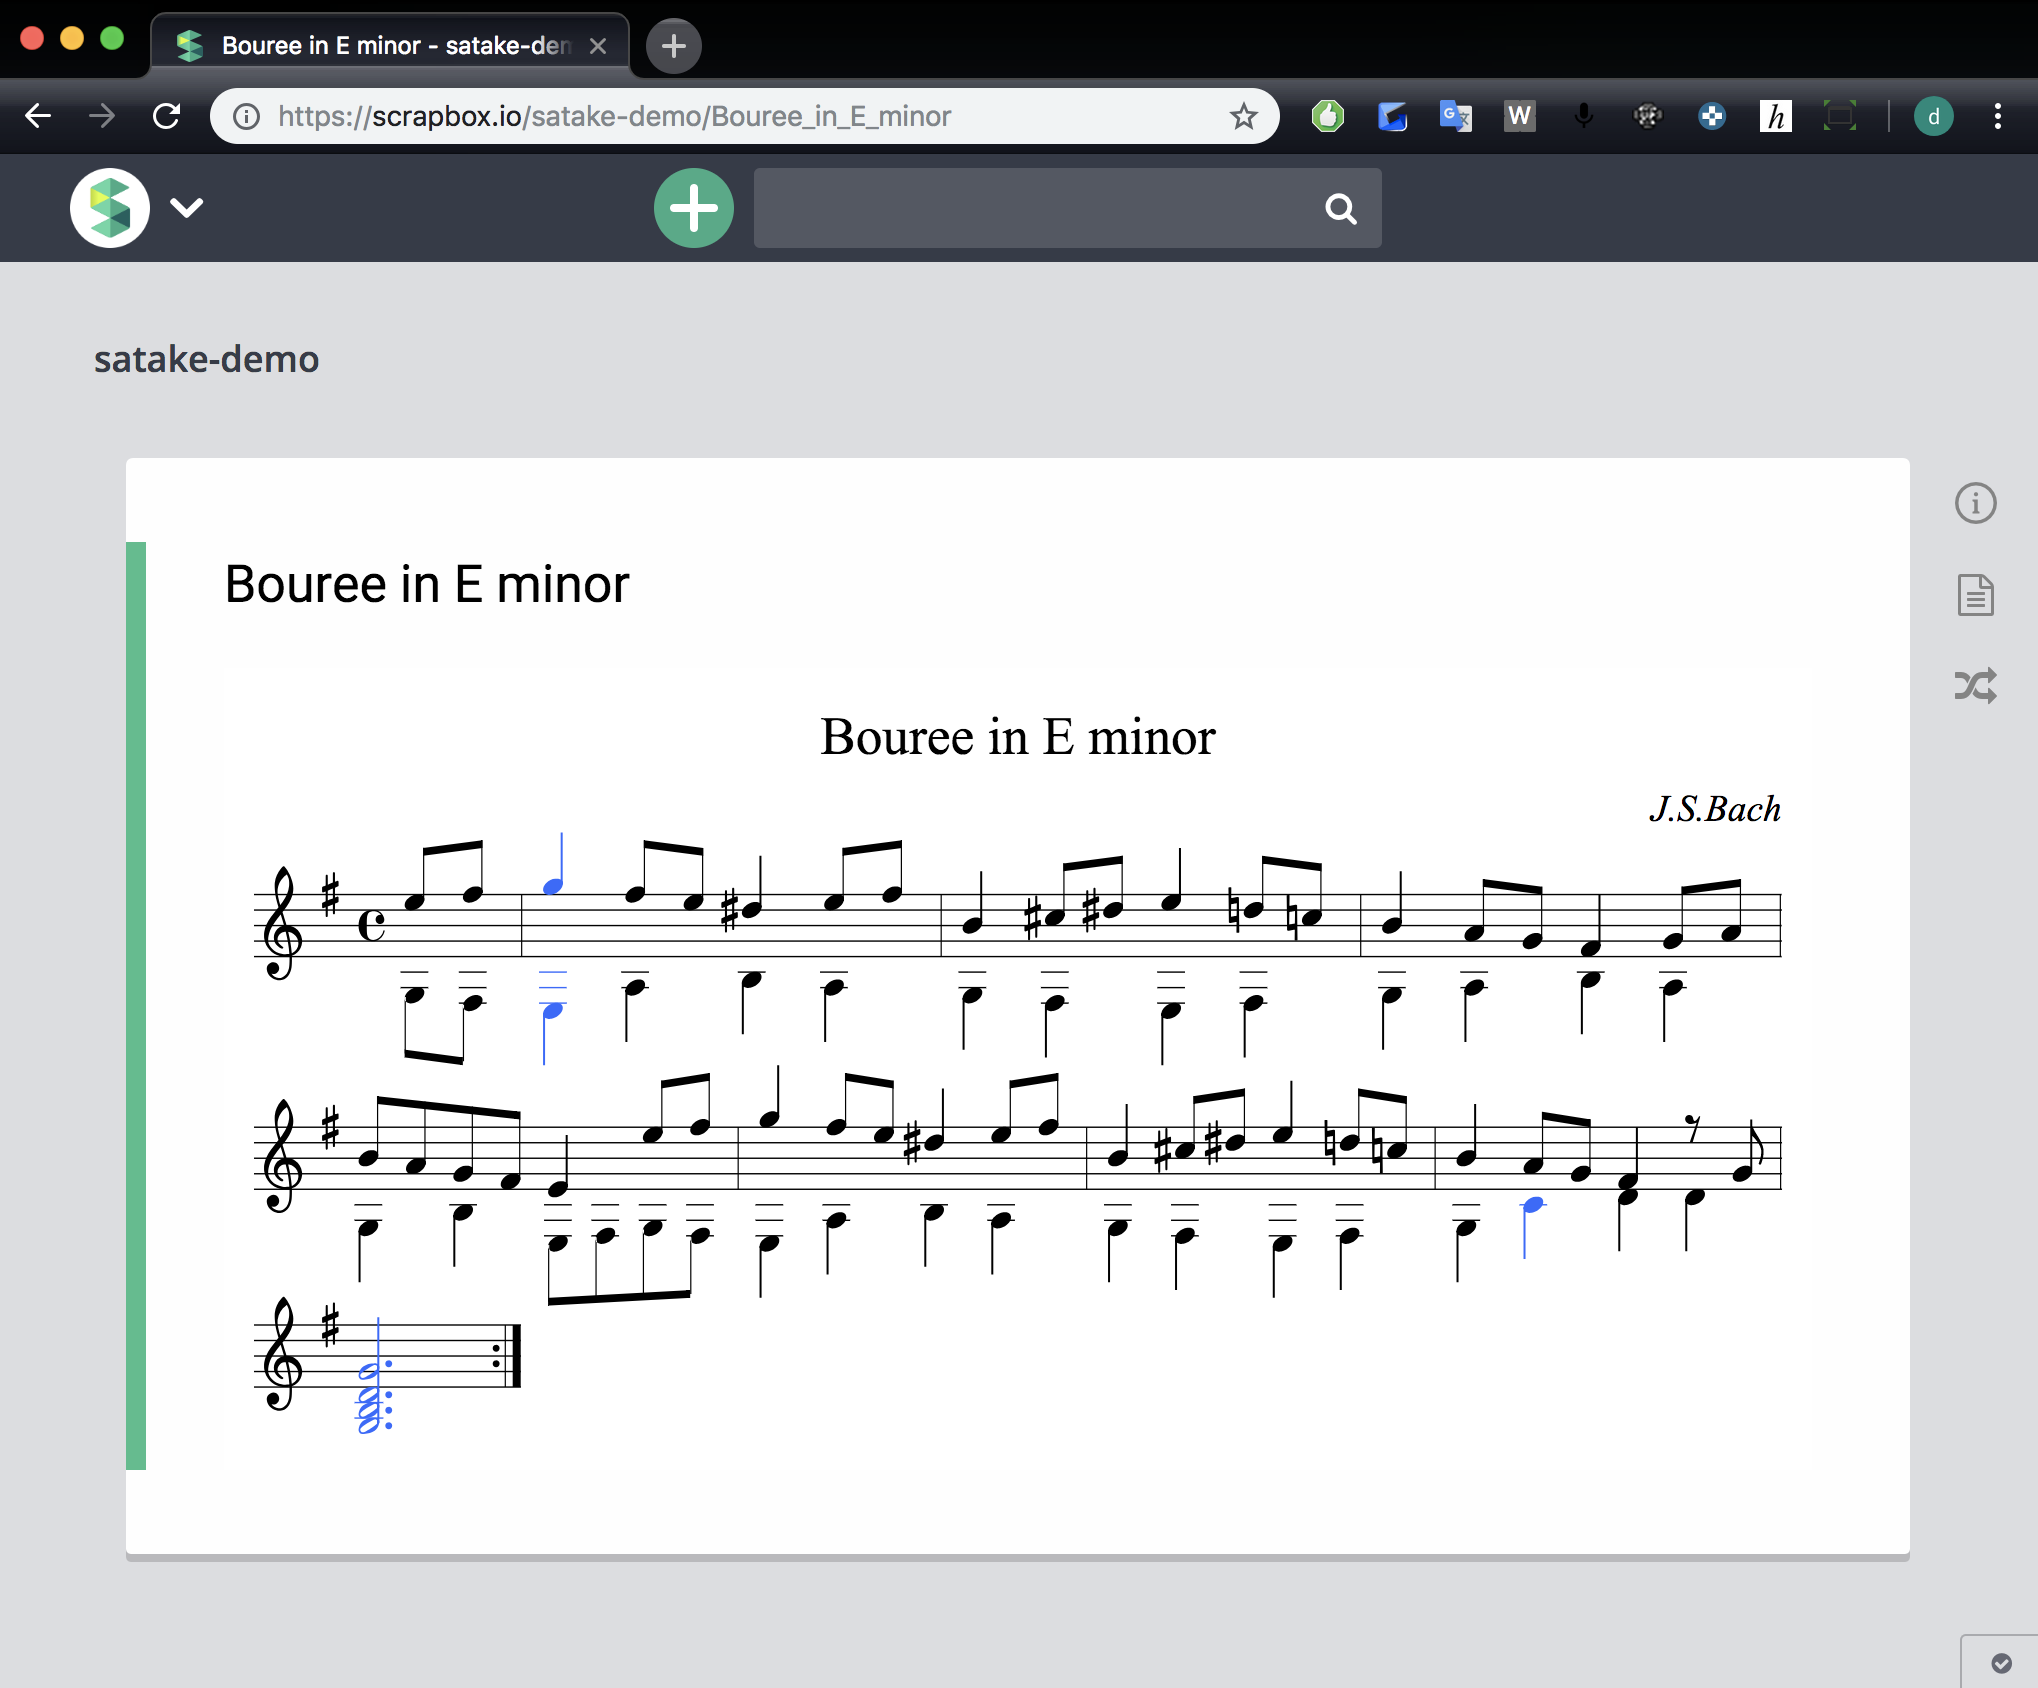 Bouree in E minor - satake-dem
https://scrapbox.io/satake-demo/Bouree_in_E_minor
W
h
d
satake-demo
Bouree in E minor
Bouree in E minor
J.S.Bach